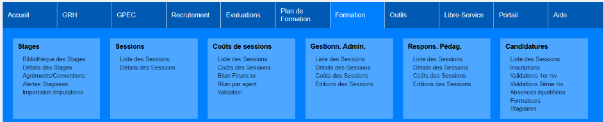 Accueil
GRH
GPEC
Recrutement
Evaluations
Plan de
Formation
Formation
Outils
Libre-Service
Portail
Aide
Stages
Bibliothèque des Stages
Détails des Stages
Agréments/Conventions
Alertes Stagiaires
Importation Imputations
Sessions
Liste des Sessions
Détails des Sessions
Coûts de sessions
Liste des Sessions
Coûts des Sessions
Bilan Financier
Bilan par agent
Validation
Gestionn. Admin.
Liste des Sessions
Détails des Sessions
Coûts des Sessions
Editions des Sessions
Respons. Pédag.
Liste des Sessions
Détails des Sessions
Coûts des Sessions
Editions des Sessions
Candidatures
Liste des Sessions
Inscriptions
Validations 1er niv
Validations 2ème niv
Absences injustifiées
Formateurs
Stagiaires